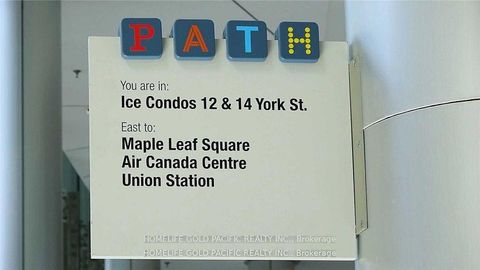 PATH
You are in:
Ice Condos 12 & 14 York St.
East to:
Maple Leaf Square
Air Canada Centre
Union Station
HOMELIFE GOLD PACIFIC REALTY INC., Brokerage
HOMELIFE GOLD PACIFIC REALTY INC., Brokerage